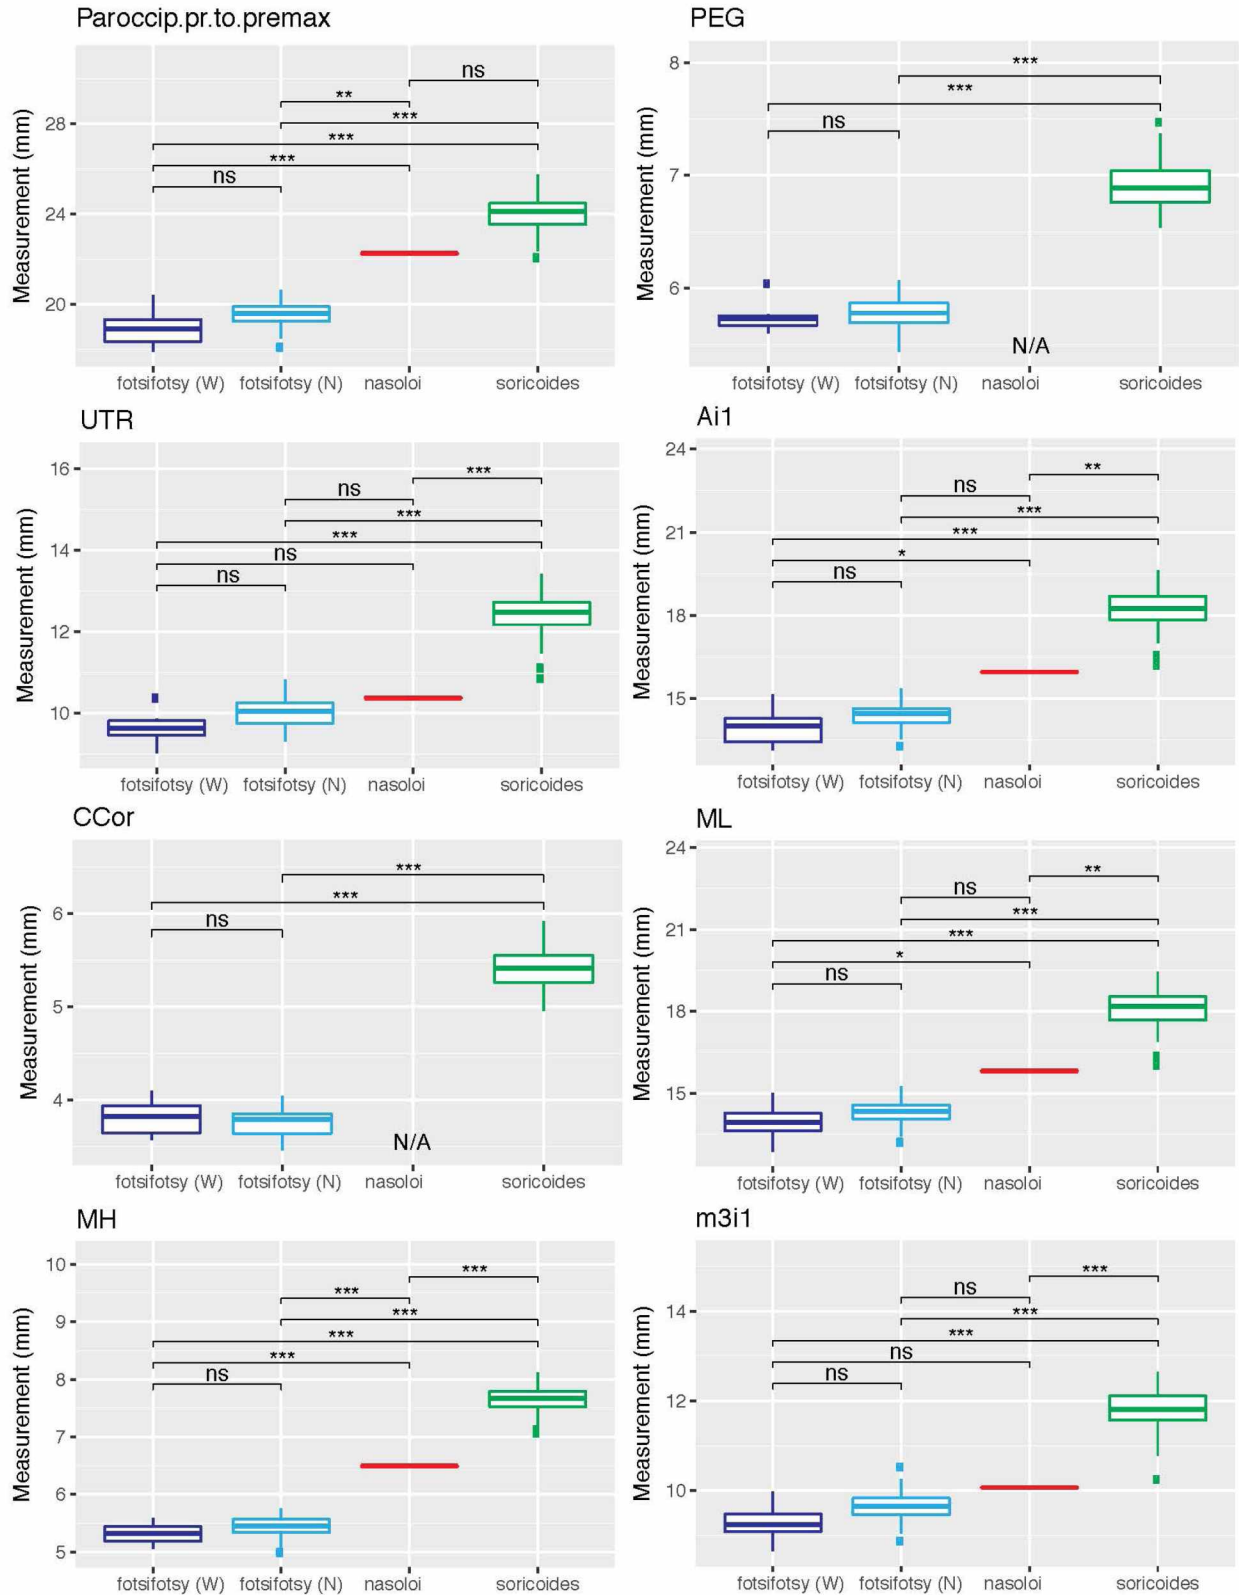 Paroccip.pr.to.premax
Measurement (mm)
28
24
20
ns
**
***
***
***
ns
fotsifotsy (W) fotsifotsy (N) nasoloi soricoides
PEG
Measurement (mm)
8
7
6
***
***
ns
N/A
fotsifotsy (W) fotsifotsy (N) nasoloi soricoides
UTR
Measurement (mm)
16
14
12
10
***
ns
***
***
ns
ns
fotsifotsy (W) fotsifotsy (N) nasoloi soricoides
Ai1
Measurement (mm)
24
21
18
15
**
ns
***
***
*
ns
fotsifotsy (W) fotsifotsy (N) nasoloi soricoides
CCor
Measurement (mm)
6
5
4
***
***
ns
N/A
fotsifotsy (W) fotsifotsy (N) nasoloi soricoides
ML
Measurement (mm)
24
21
18
15
**
ns
***
***
*
ns
fotsifotsy (W) fotsifotsy (N) nasoloi soricoides
MH
Measurement (mm)
10
9
8
7
6
5
***
***
***
***
***
ns
fotsifotsy (W) fotsifotsy (N) nasoloi soricoides
m3i1
Measurement (mm)
14
12
10
***
ns
***
***
ns
ns
fotsifotsy (W) fotsifotsy (N) nasoloi soricoides